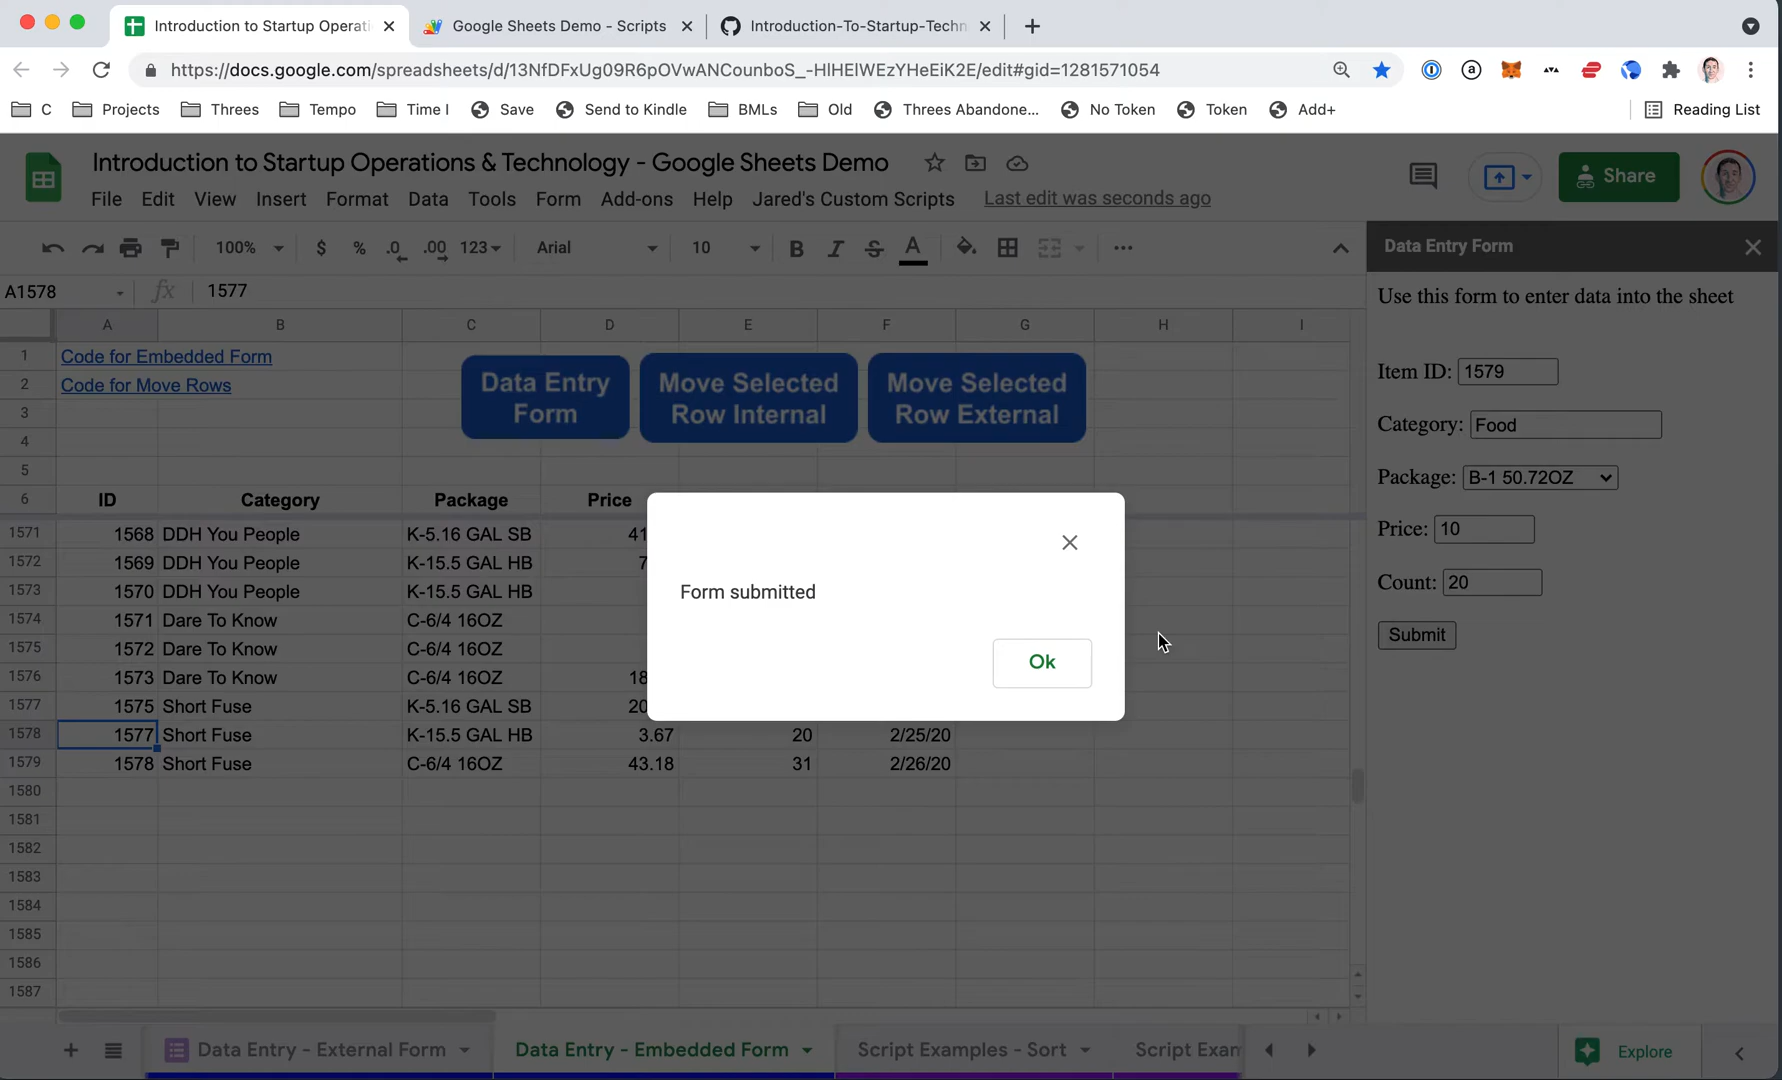 Introduction to Startup Operati
Google Sheets Demo - Scripts
Introduction-To-Startup-Techn
https://docs.google.com/spreadsheets/d/13NfDFxUg09R6pOVwANCounboS_-HIHElWEzYHeEiK2E/edit#gid=1281571054
C
Projects
Threes
Tempo
Time I
Save
Send to Kindle
BMLs
Old
Threes Abandone...
No Token
Token
Add+
Reading List
Introduction to Startup Operations & Technology - Google Sheets Demo
File Edit View Insert Format Data Tools Form Add-ons Help Jared's Custom Scripts Last edit was seconds ago
Share
100% $ % .0 .00 123 Arial 10 B I S A
A1578 fx 1577
A B C D E F G H I
1 Code for Embedded Form
2 Code for Move Rows
3
4
5
Data Entry
Form
Move Selected
Row Internal
Move Selected
Row External
6 ID Category Package Price
1571 1568 DDH You People K-5.16 GAL SB 41
1572 1569 DDH You People K-15.5 GAL HB 7
1573 1570 DDH You People K-15.5 GAL HB
1574 1571 Dare To Know C-6/4 16OZ
1575 1572 Dare To Know C-6/4 16OZ
1576 1573 Dare To Know C-6/4 16OZ 18
1577 1575 Short Fuse K-5.16 GAL SB 20
1578 1577 Short Fuse K-15.5 GAL HB 3.67 20 2/25/20
1579 1578 Short Fuse C-6/4 16OZ 43.18 31 2/26/20
1580
1581
1582
1583
1584
1585
1586
1587
Form submitted
Ok
Data Entry Form
Use this form to enter data into the sheet
Item ID: 1579
Category: Food
Package: B-1 50.72OZ
Price: 10
Count: 20
Submit
Data Entry - External Form
Data Entry - Embedded Form
Script Examples - Sort
Script Exam
Explore